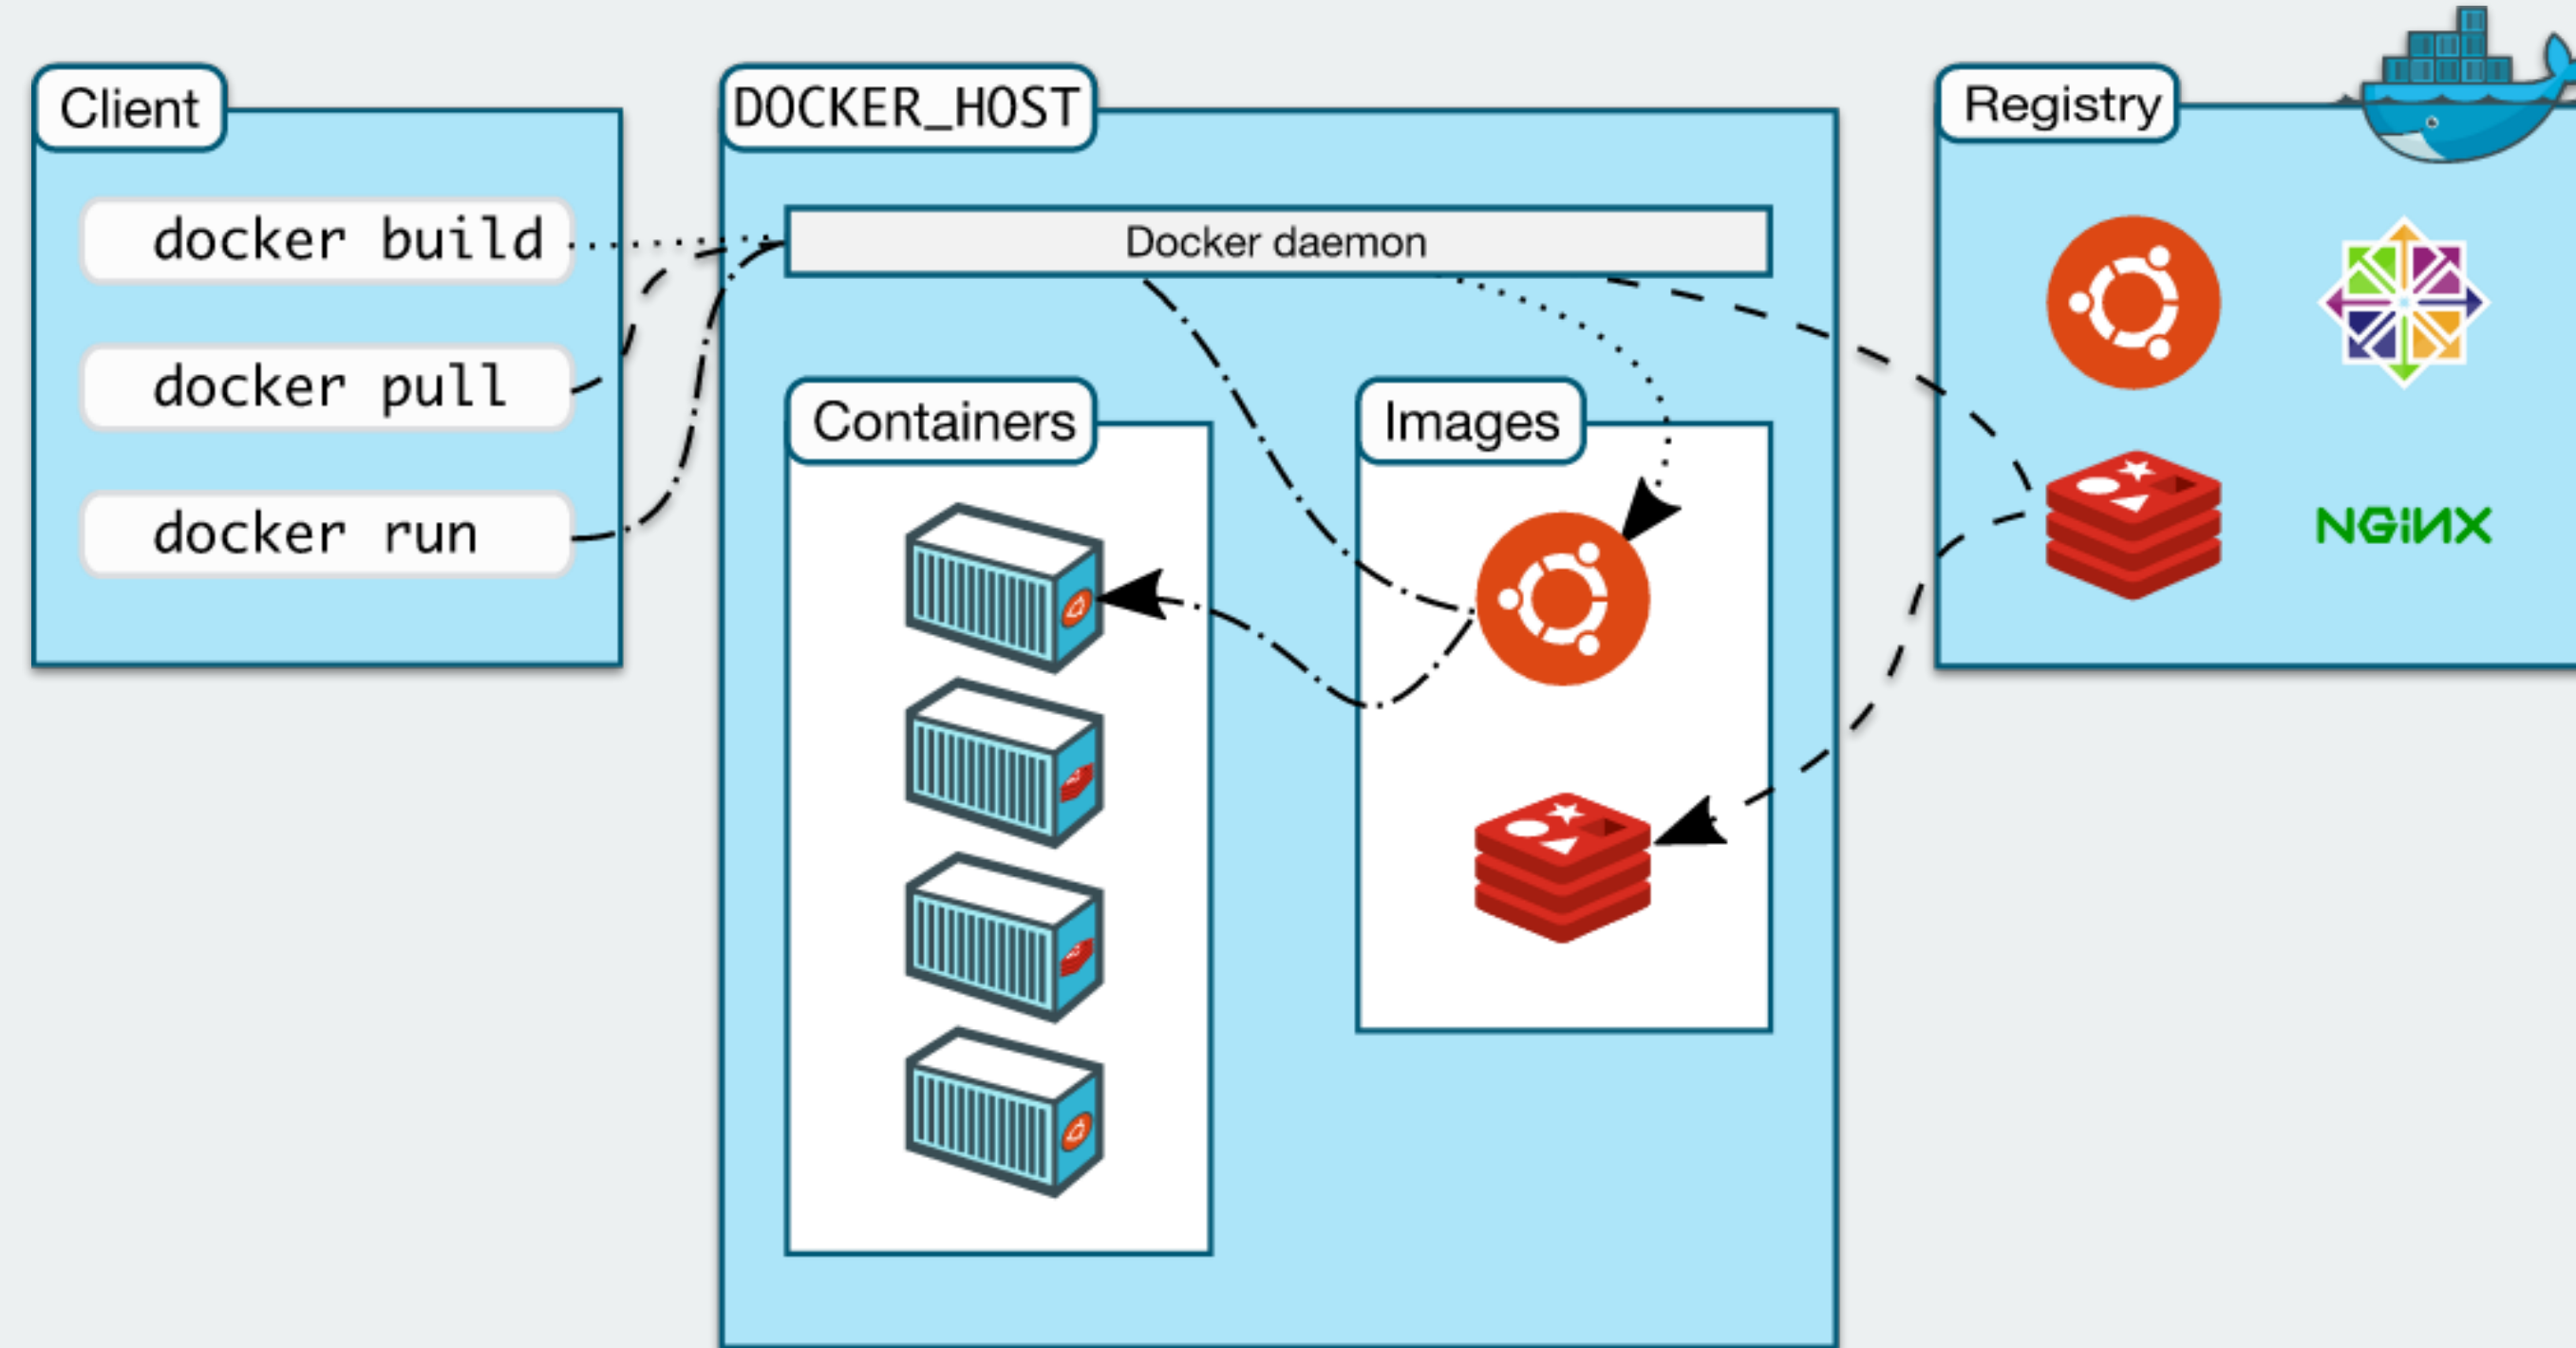 Client
docker build
docker pull
docker run
DOCKER_HOST
Docker daemon
Containers
Images
Registry
NGiNX